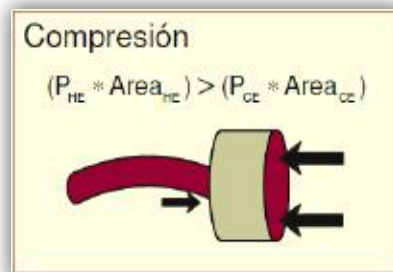 Compresión
(P_HE * Area_HE) > (P_CE * Area_CE)